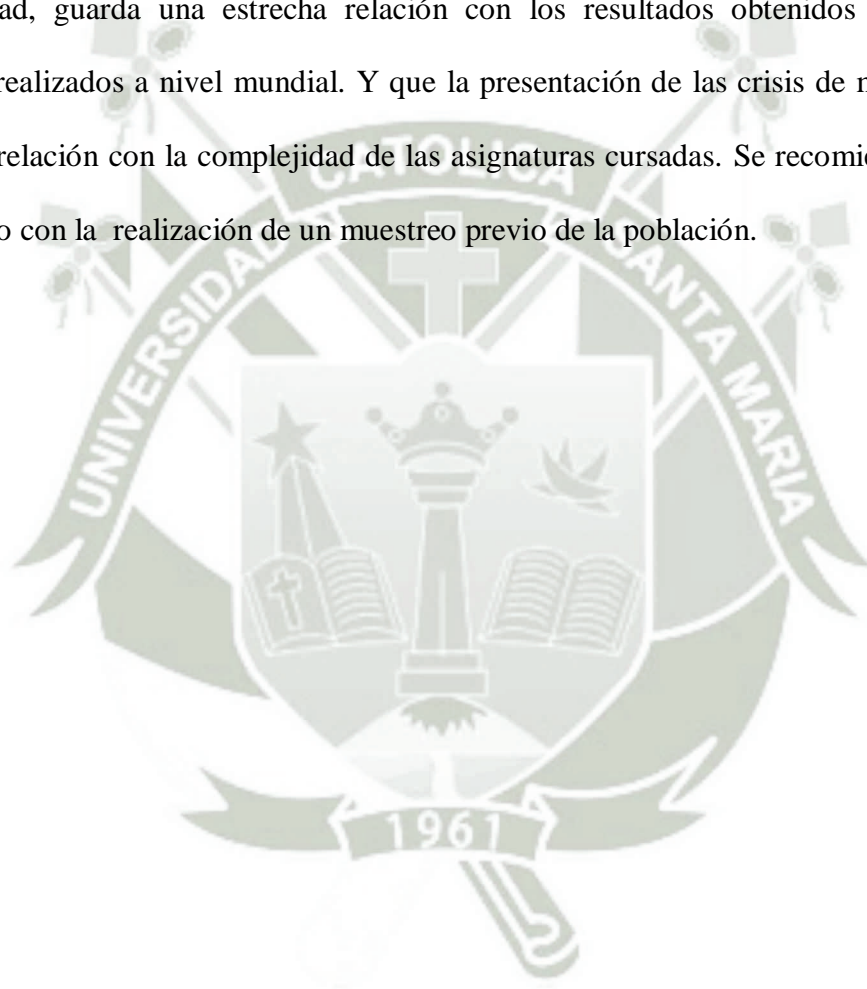 ad, guarda una estrecha relación con los resultados obtenidos
realizados a nivel mundial. Y que la presentación de las crisis de
relación con la complejidad de las asignaturas cursadas. Se
o con la realización de un muestreo previo de la población.
UNIVERSIDAD CATOLICA SANTA MARIA
1961